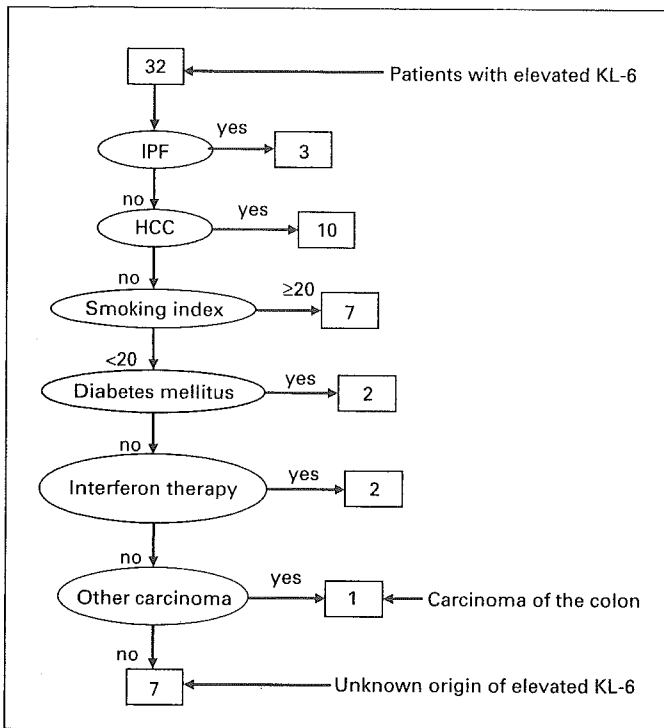 32
Patients with elevated KL-6
yes
IPF
3
no
yes
HCC
10
no
≥20
Smoking index
7
<20
yes
Diabetes mellitus
2
no
yes
Interferon therapy
2
no
yes
Other carcinoma
1
Carcinoma of the colon
no
7
Unknown origin of elevated KL-6